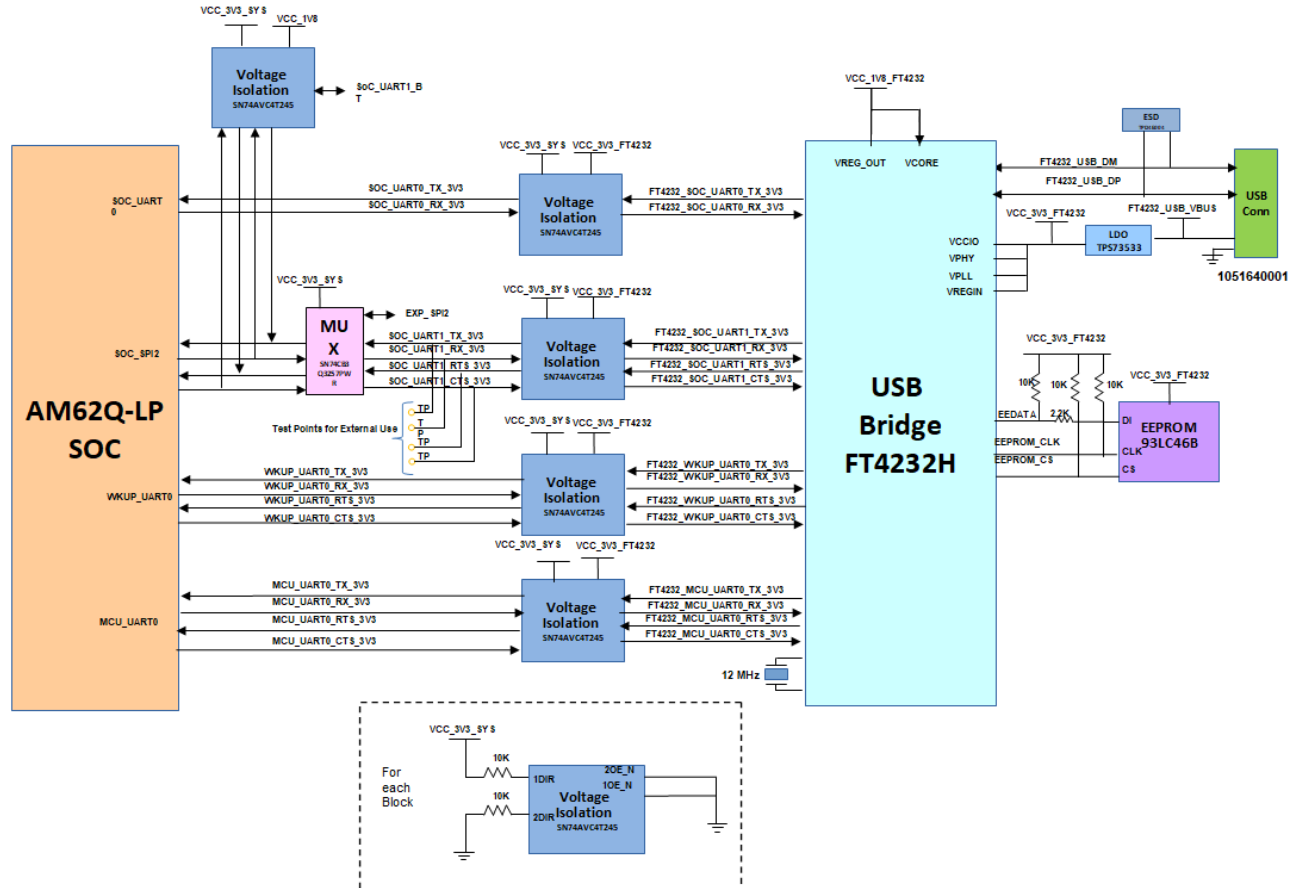 VCC_3V3_SYS
VCC_1V8
Voltage
Isolation
SN74AVC4T245
SoC_UART1_B
T
AM62Q-LP
SOC
SOC_UART
0
SOC_SPI2
WKUP_UART0
MCU_UART0
SOC_UART0_TX_3V3
SOC_UART0_RX_3V3
VCC_3V3_SYS
VCC_3V3_FT4232
Voltage
Isolation
SN74AVC4T245
FT4232_SOC_UART0_TX_3V3
FT4232_SOC_UART0_RX_3V3
VCC_3V3_SYS
MU
X
SN74CB3
Q3257PW
R
EXP_SPI2
SOC_UART1_TX_3V3
SOC_UART1_RX_3V3
SOC_UART1_RTS_3V3
SOC_UART1_CTS_3V3
VCC_3V3_SYS
VCC_3V3_FT4232
Voltage
Isolation
SN74AVC4T245
FT4232_SOC_UART1_TX_3V3
FT4232_SOC_UART1_RX_3V3
FT4232_SOC_UART1_RTS_3V3
FT4232_SOC_UART1_CTS_3V3
Test Points for External Use
TP
T
P
TP
TP
WKUP_UART0_TX_3V3
WKUP_UART0_RX_3V3
WKUP_UART0_RTS_3V3
WKUP_UART0_CTS_3V3
VCC_3V3_SYS
VCC_3V3_FT4232
Voltage
Isolation
SN74AVC4T245
FT4232_WKUP_UART0_TX_3V3
FT4232_WKUP_UART0_RX_3V3
FT4232_WKUP_UART0_RTS_3V3
FT4232_WKUP_UART0_CTS_3V3
MCU_UART0_TX_3V3
MCU_UART0_RX_3V3
MCU_UART0_RTS_3V3
MCU_UART0_CTS_3V3
VCC_3V3_SYS
VCC_3V3_FT4232
Voltage
Isolation
SN74AVC4T245
FT4232_MCU_UART0_TX_3V3
FT4232_MCU_UART0_RX_3V3
FT4232_MCU_UART0_RTS_3V3
FT4232_MCU_UART0_CTS_3V3
12 MHz
VCC_1V8_FT4232
VREG_OUT
VCORE
USB
Bridge
FT4232H
VCCIO
VPHY
VPLL
VREGIN
ESD
FT4232_USB_DM
FT4232_USB_DP
USB
Conn
1051640001
VCC_3V3_FT4232
FT4232_USB_VBUS
LDO
TPS73533
VCC_3V3_FT4232
10K
10K
10K
VCC_3V3_FT4232
EEDATA
2.2K
EEPROM_CLK
EEPROM_CS
DI
EEPROM
93LC46B
CLK
CS
For
each
Block
VCC_3V3_SYS
10K
10K
1DIR
2DIR
2OE_N
1OE_N
Voltage
Isolation
SN74AVC4T245